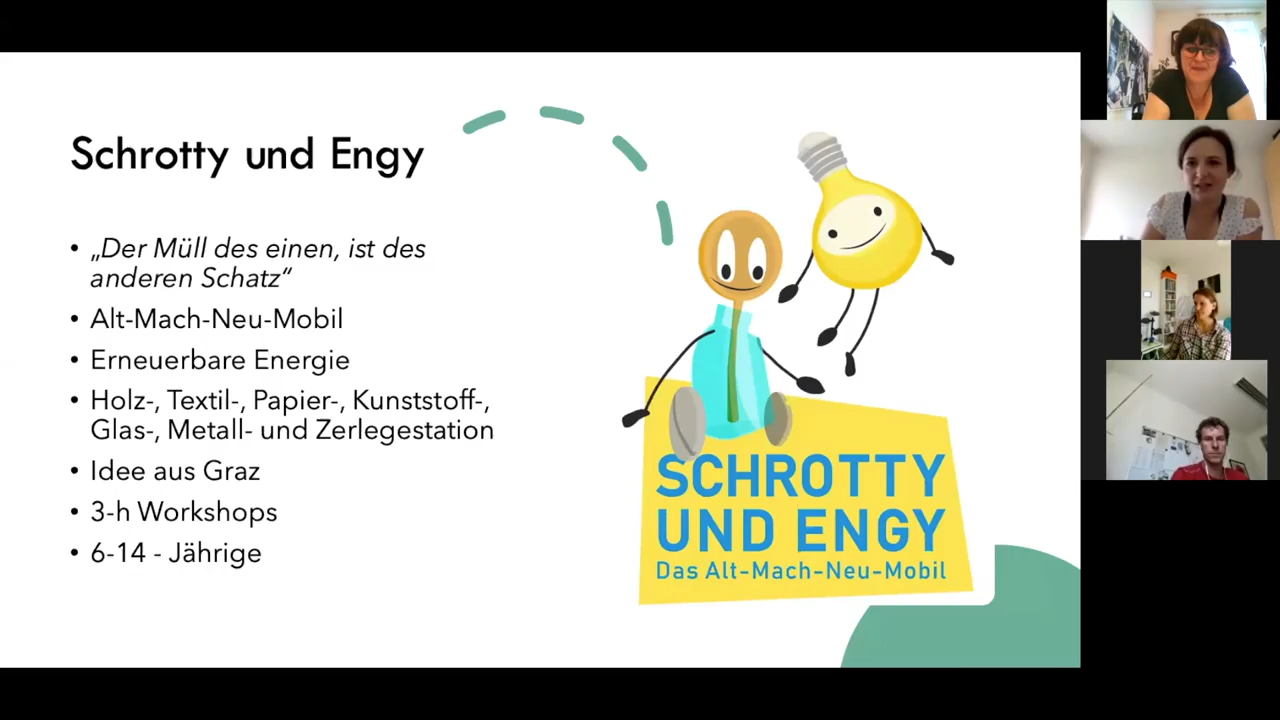 Schrotty und Engy
• „Der Müll des einen, ist des
anderen Schatz“
• Alt-Mach-Neu-Mobil
• Erneuerbare Energie
• Holz-, Textil-, Papier-, Kunststoff-,
Glas-, Metall- und Zerlegestation
• Idee aus Graz
• 3-h Workshops
• 6-14 - Jährige
SCHROTTY
UND ENGY
Das Alt-Mach-Neu-Mobil